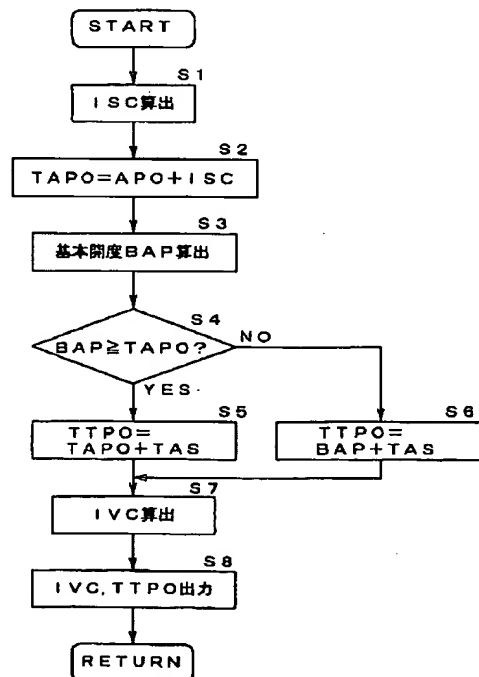 START
S1
ISC算出
S2
TAPO=APO+ISC
S3
基本開度BAP算出
S4
BAP≧TAPO?
NO
YES
S5
TTPO=
TAPO+TAS
S6
TTPO=
BAP+TAS
S7
IVC算出
S8
IVC,TTPO出力
RETURN